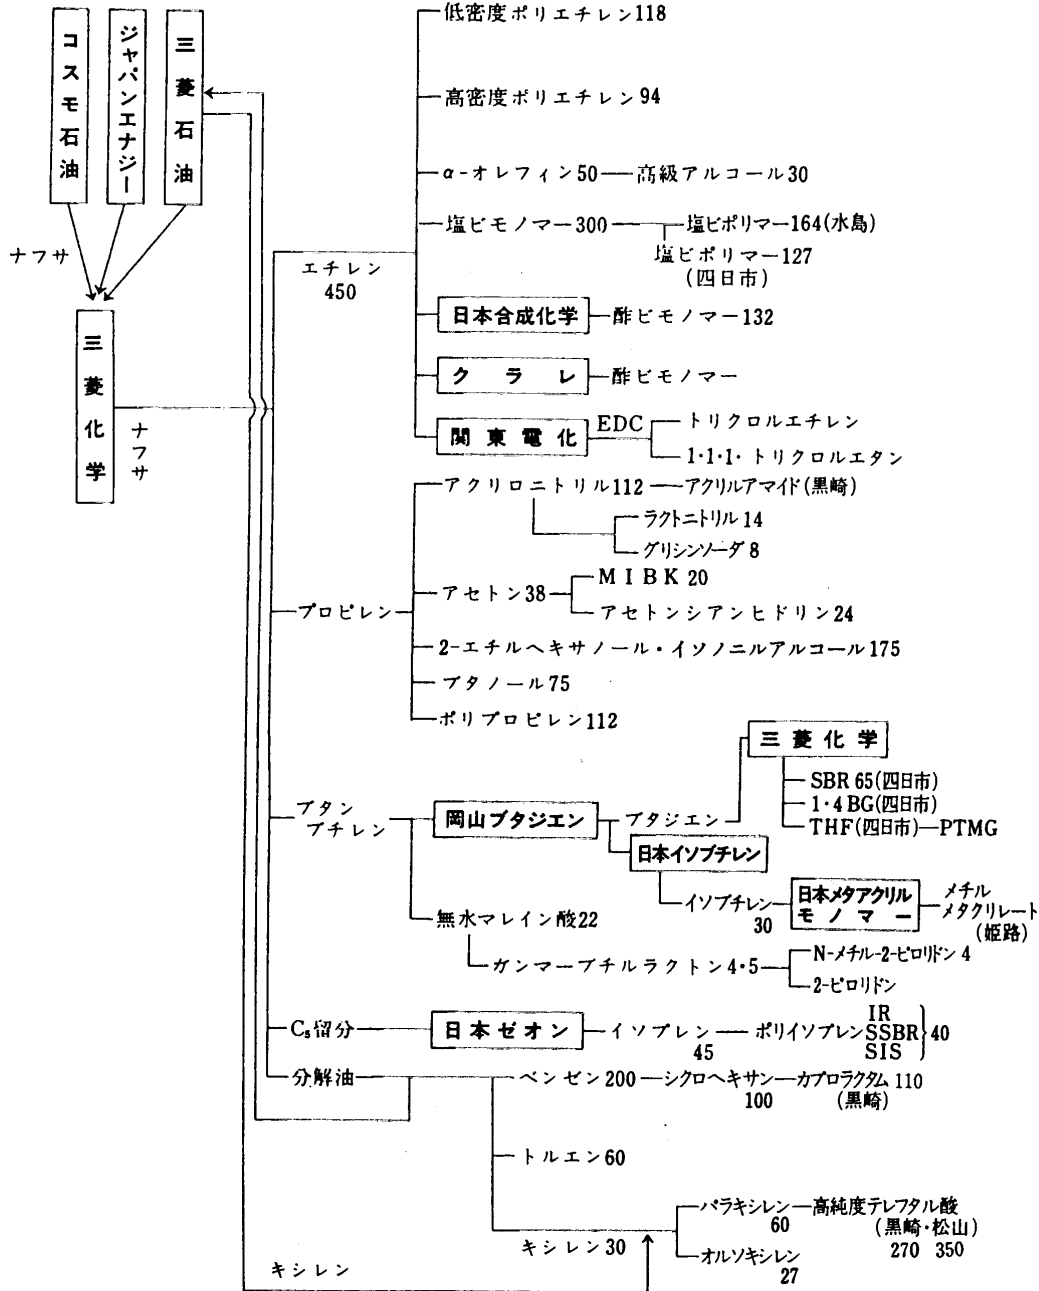 コスモ石油
ジャパンエナジー
三菱石油
ナフサ
三菱化学
ナフサ
エチレン
450
低密度ポリエチレン118
高密度ポリエチレン94
α-オレフィン50
高級アルコール30
塩ビモノマー300
塩ビポリマー164(水島)
塩ビポリマー127
(四日市)
日本合成化学
酢ビモノマー132
クラレ
酢ビモノマー
関東電化
EDC
トリクロルエチレン
1・1・1・トリクロルエタン
プロピレン
アクリロニトリル112
アクリルアマイド(黒崎)
ラクトニトリル14
グリシンソーダ8
アセトン38
MIBK 20
アセトンシアンヒドリン24
2-エチルヘキサノール・イソノニルアルコール175
ブタノール75
ポリプロピレン112
ブタン
ブチレン
岡山ブタジエン
ブタジエン
三菱化学
SBR 65(四日市)
1・4 BG(四日市)
THF(四日市)―PTMG
日本イソブチレン
イソブチレン
30
日本メタアクリル
モノマー
メチル
メタクリレート
(姫路)
無水マレイン酸22
ガンマーブチルラクトン4・5
N-メチル-2-ピロリドン 4
2-ピロリドン
C₅留分
日本ゼオン
イソプレン
45
ポリイソプレン
IR
SSBR
SIS
40
分解油
ベンゼン200
シクロヘキサン
100
カプロラクタム 110
(黒崎)
トルエン60
キシレン30
パラキシレン
60
高純度テレフタル酸
(黒崎・松山)
270 350
オルソキシレン
27
キシレン